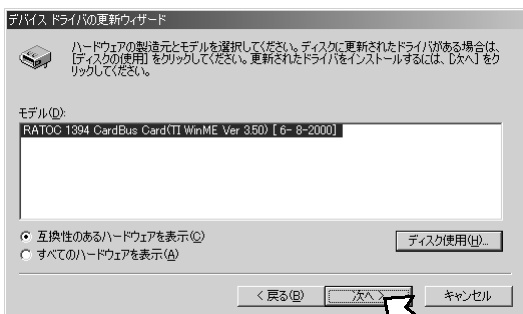 デバイス ドライバの更新ウィザード
ハードウェアの製造元とモデルを選択してください。ディスクに更新されたドライバがある場合は、
[ディスクの使用] をクリックしてください。更新されたドライバをインストールするには、[次へ] をク
リックしてください。
モデル(D):
RATOC 1394 CardBus Card(TI WinME Ver 3.50) [ 6- 8-2000]
互換性のあるハードウェアを表示(C)
すべてのハードウェアを表示(A)
ディスク使用(H)...
< 戻る(B)
次へ >
キャンセル